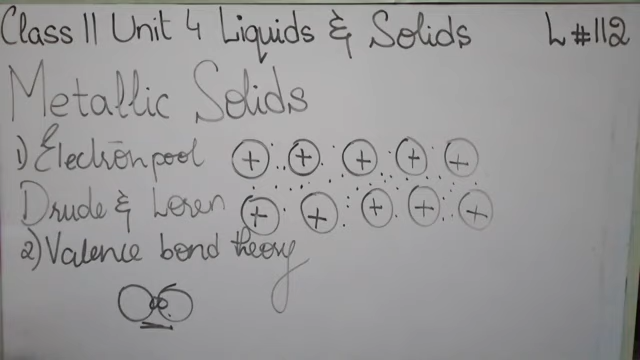 Class 11 Unit 4 Liquids & Solids L#112
Metallic Solids
1) Electron pool
Drude & Loren
2) Valence bond theory
+ + + + +
+ + + + +